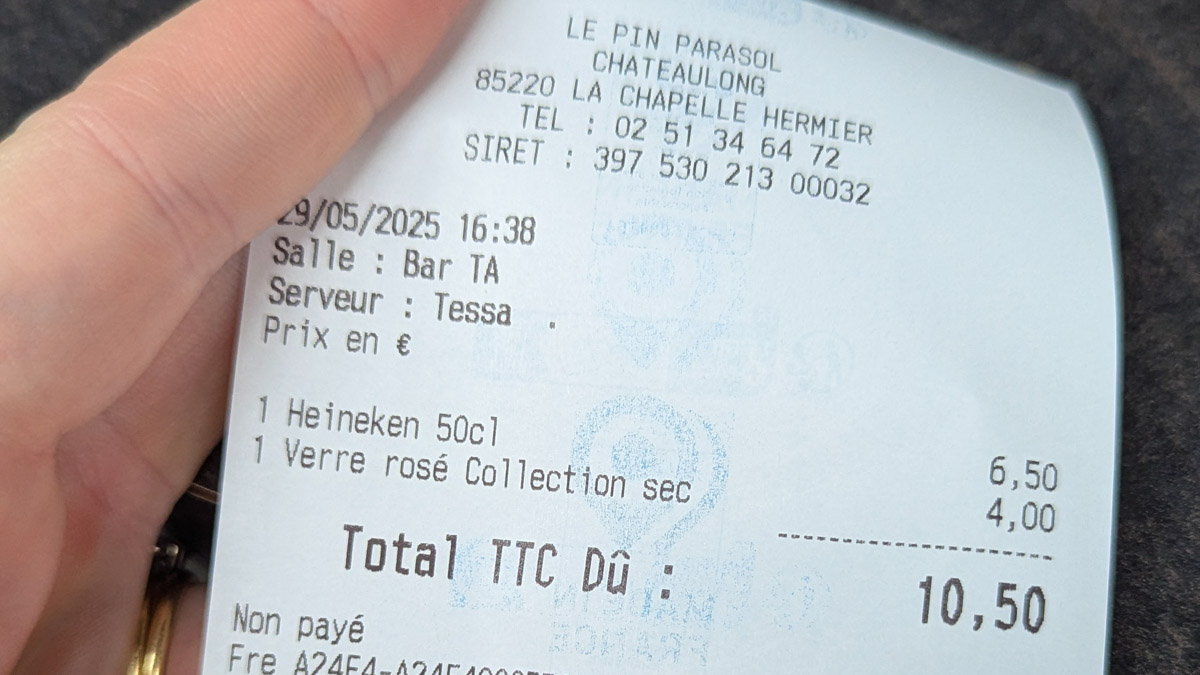 LE PIN PARASOL
CHATEAULONG
85220 LA CHAPELLE HERMIER
TEL : 02 51 34 64 72
SIRET : 397 530 213 00032
29/05/2025 16:38
Salle : Bar TA
Serveur : Tessa .
Prix en €
1 Heineken 50cl 6,50
1 Verre rosé Collection sec 4,00
Total TTC Dû : 10,50
Non payé
Fre